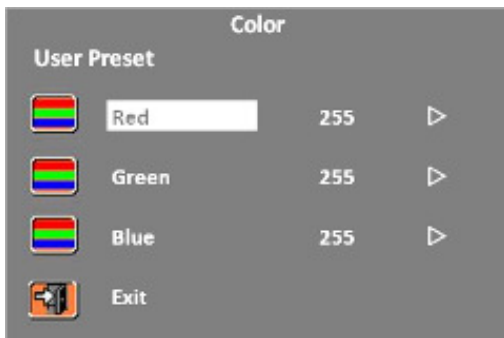 Color
User Preset
Red 255
Green 255
Blue 255
Exit